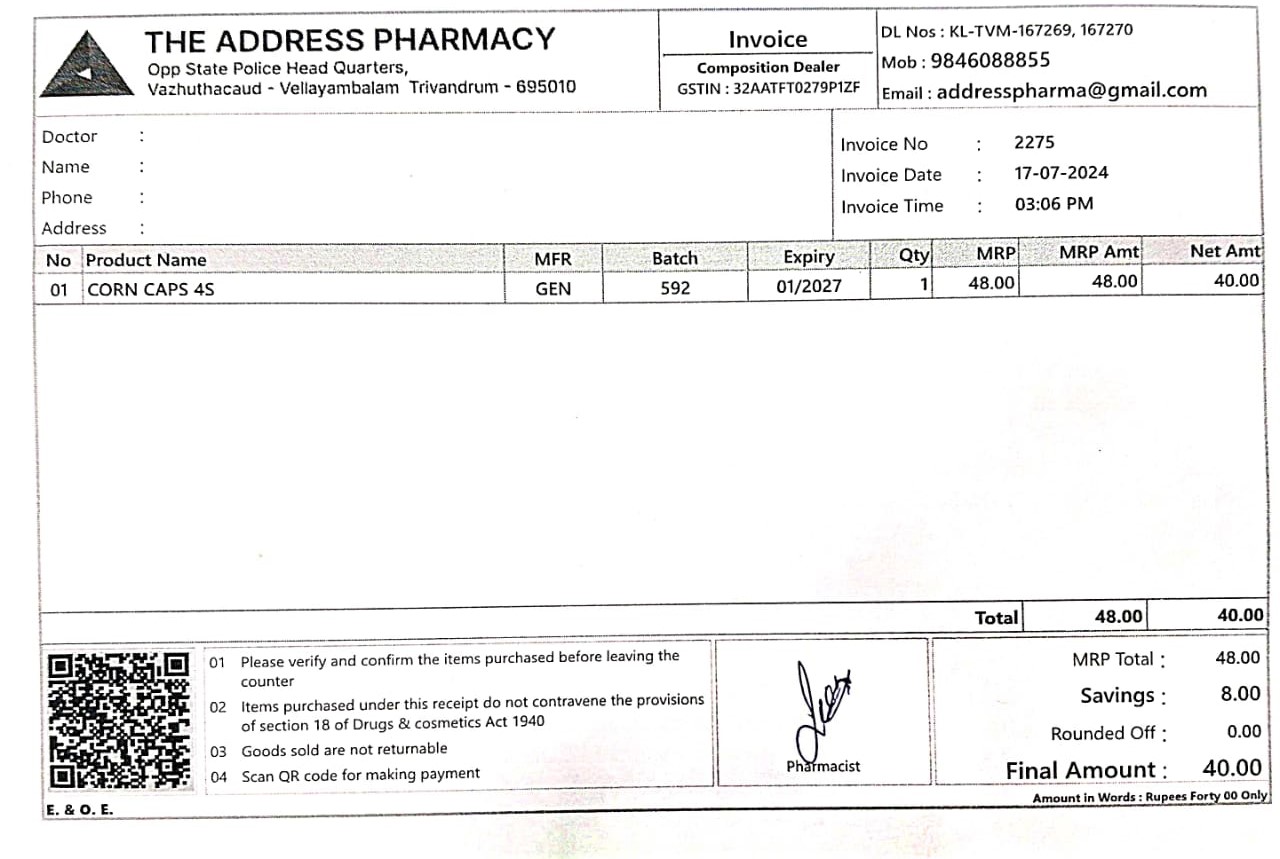 THE ADDRESS PHARMACY
Opp State Police Head Quarters,
Vazhuthacaud - Vellayambalam Trivandrum - 695010
Invoice
Composition Dealer
GSTIN : 32AATFT0279P1ZF
DL Nos : KL-TVM-167269, 167270
Mob : 9846088855
Email : addresspharma@gmail.com
Doctor :
Name :
Phone :
Address :
Invoice No : 2275
Invoice Date : 17-07-2024
Invoice Time : 03:06 PM
No Product Name MFR Batch Expiry Qty MRP MRP Amt Net Amt
01 CORN CAPS 4S GEN 592 01/2027 1 48.00 48.00 40.00
Total 48.00 40.00
01 Please verify and confirm the items purchased before leaving the
counter
02 Items purchased under this receipt do not contravene the provisions
of section 18 of Drugs & cosmetics Act 1940
03 Goods sold are not returnable
04 Scan QR code for making payment
Pharmacist
MRP Total : 48.00
Savings : 8.00
Rounded Off : 0.00
Final Amount : 40.00
Amount in Words : Rupees Forty 00 Only
E. & O. E.